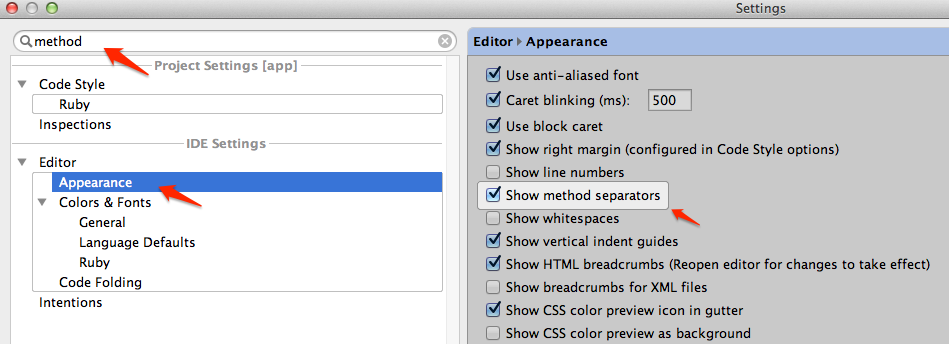 Settings
method
Project Settings [app]
Code Style
Ruby
Inspections
IDE Settings
Editor
Appearance
Colors & Fonts
General
Language Defaults
Ruby
Code Folding
Intentions
Editor ▸ Appearance
Use anti-aliased font
Caret blinking (ms): 500
Use block caret
Show right margin (configured in Code Style options)
Show line numbers
Show method separators
Show whitespaces
Show vertical indent guides
Show HTML breadcrumbs (Reopen editor for changes to take effect)
Show breadcrumbs for XML files
Show CSS color preview icon in gutter
Show CSS color preview as background